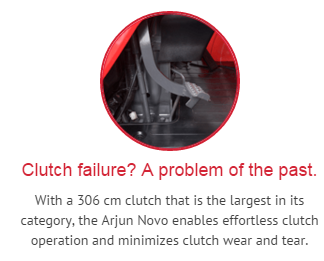 Clutch failure? A problem of the past.
With a 306 cm clutch that is the largest in its
category, the Arjun Novo enables effortless clutch
operation and minimizes clutch wear and tear.